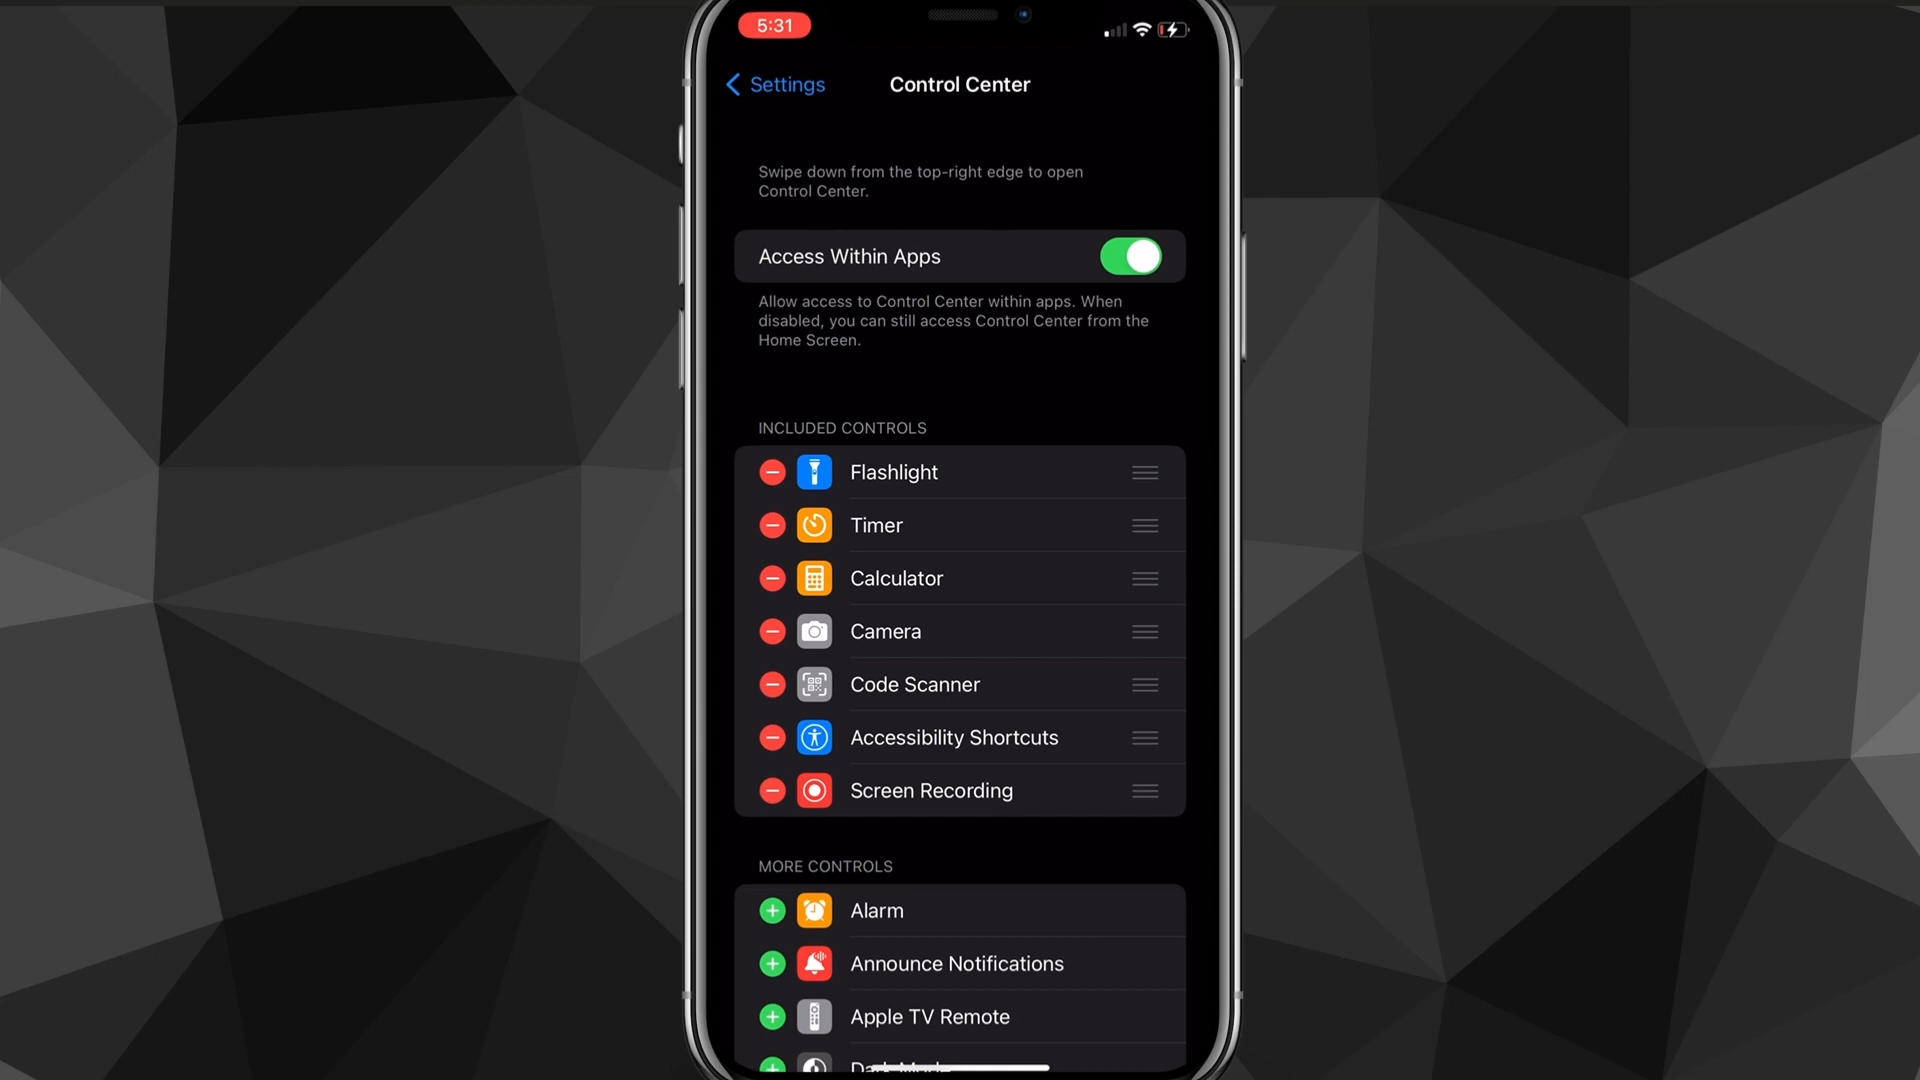 5:31
Settings
Control Center
Swipe down from the top-right edge to open
Control Center.
Access Within Apps
Allow access to Control Center within apps. When
disabled, you can still access Control Center from the
Home Screen.
INCLUDED CONTROLS
Flashlight
Timer
Calculator
Camera
Code Scanner
Accessibility Shortcuts
Screen Recording
MORE CONTROLS
Alarm
Announce Notifications
Apple TV Remote
Dark Mode